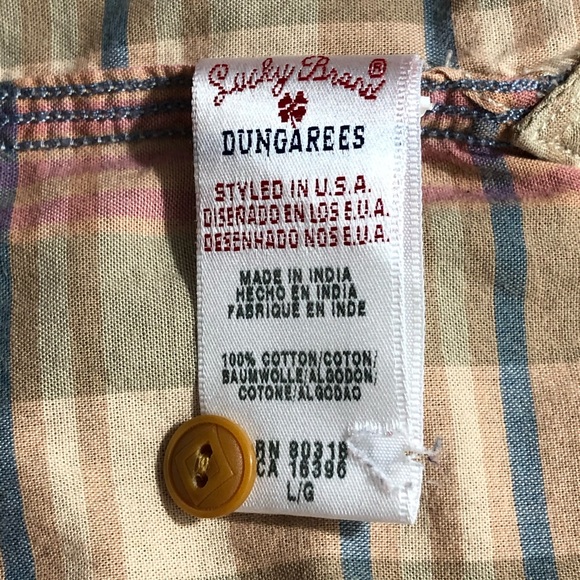 Lucky Brand®
DUNGAREES
STYLED IN U.S.A.
DISEÑADO EN LOS E.U.A.
DESENHADO NOS E.U.A.
MADE IN INDIA
HECHO EN INDIA
FABRIQUE EN INDE
100% COTTON/COTON/
BAUMWOLLE/ALGODON/
COTONE/ALGODAO
RN 80318
CA 16396
L/G